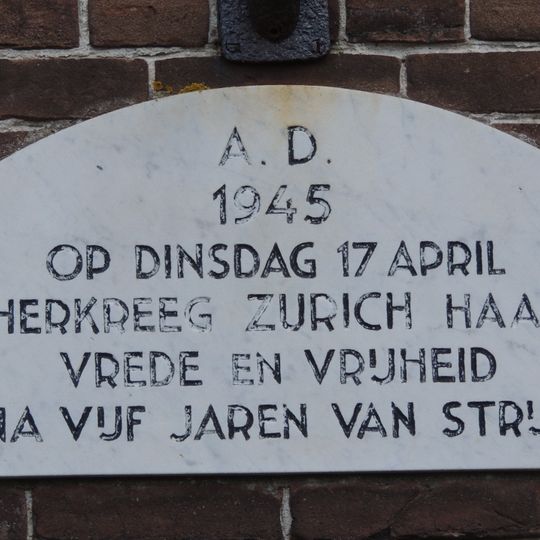 A. D.
1945
OP DINSDAG 17 APRIL
HERKREEG ZURICH HAA
VREDE EN VRIJHEID
NA VIJF JAREN VAN STRIJ